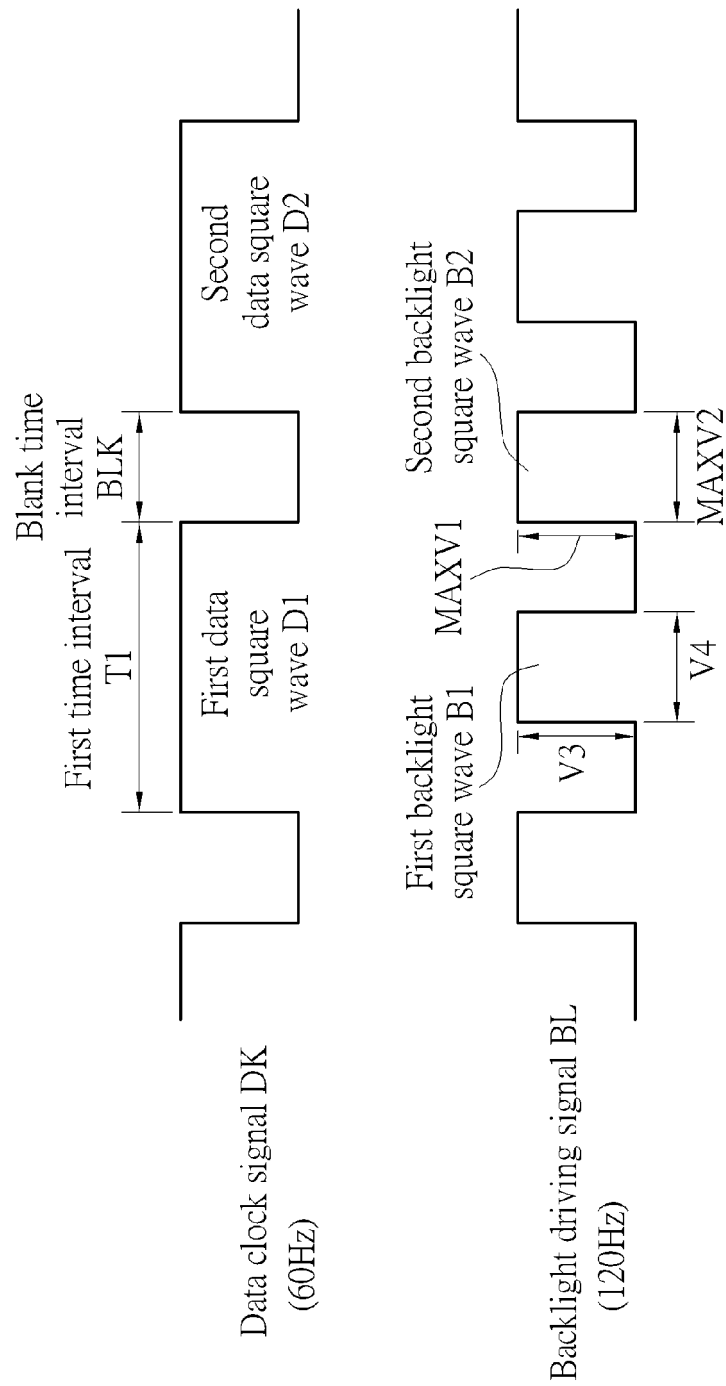 First time interval
T1
Blank time
interval
BLK
Data clock signal DK
(60Hz)
First data
square
wave D1
Second
data square
wave D2
First backlight
square wave B1
Second backlight
square wave B2
MAXV1
Backlight driving signal BL
(120Hz)
V3
V4
MAXV2